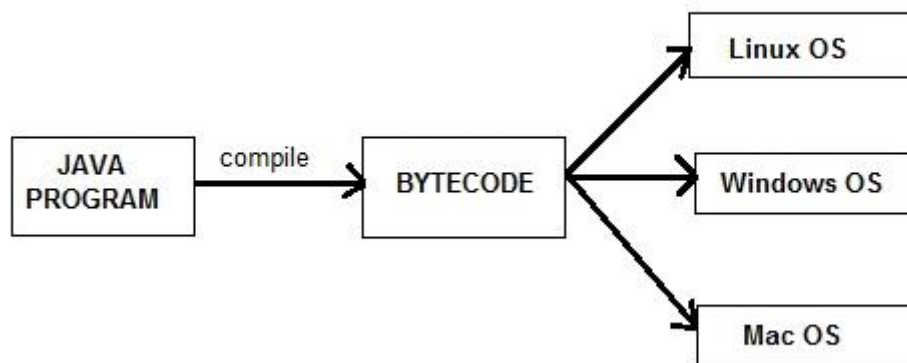 JAVA
PROGRAM
compile
BYTECODE
Linux OS
Windows OS
Mac OS